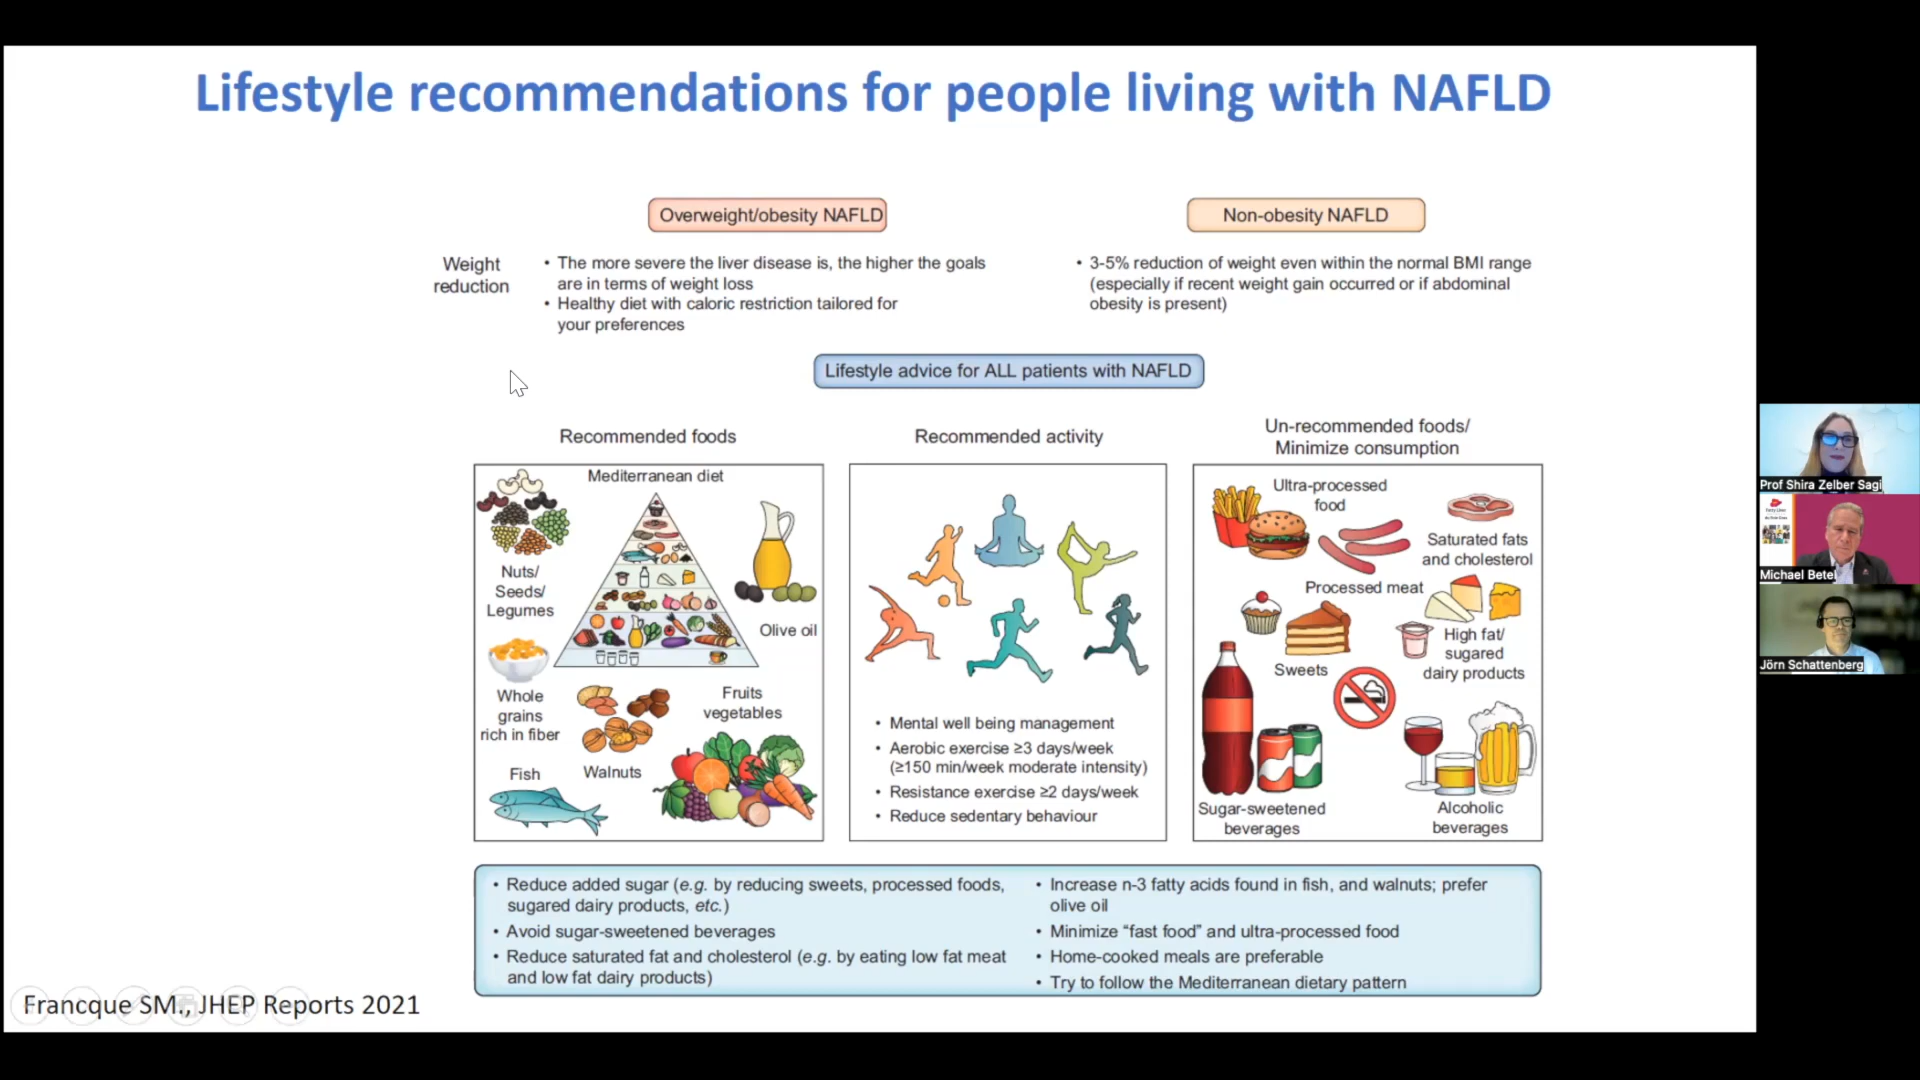 Lifestyle recommendations for people living with NAFLD
Overweight/obesity NAFLD
Non-obesity NAFLD
Weight
reduction
• The more severe the liver disease is, the higher the goals
are in terms of weight loss
• Healthy diet with caloric restriction tailored for
your preferences
• 3-5% reduction of weight even within the normal BMI range
(especially if recent weight gain occurred or if abdominal
obesity is present)
Lifestyle advice for ALL patients with NAFLD
Recommended foods
Mediterranean diet
Nuts/
Seeds/
Legumes
Olive oil
Whole
grains
rich in fiber
Fruits
vegetables
Fish
Walnuts
Recommended activity
• Mental well being management
• Aerobic exercise ≥3 days/week
(≥150 min/week moderate intensity)
• Resistance exercise ≥2 days/week
• Reduce sedentary behaviour
Un-recommended foods/
Minimize consumption
Ultra-processed
food
Saturated fats
and cholesterol
Processed meat
High fat/
sugared
dairy products
Sweets
Sugar-sweetened
beverages
Alcoholic
beverages
• Reduce added sugar (e.g. by reducing sweets, processed foods,
sugared dairy products, etc.)
• Avoid sugar-sweetened beverages
• Reduce saturated fat and cholesterol (e.g. by eating low fat meat
and low fat dairy products)
• Increase n-3 fatty acids found in fish, and walnuts; prefer
olive oil
• Minimize “fast food” and ultra-processed food
• Home-cooked meals are preferable
• Try to follow the Mediterranean dietary pattern
Francque SM., JHEP Reports 2021
Prof Shira Zelber Sagi
Fatty Liver
Michael Betel
Jörn Schattenberg